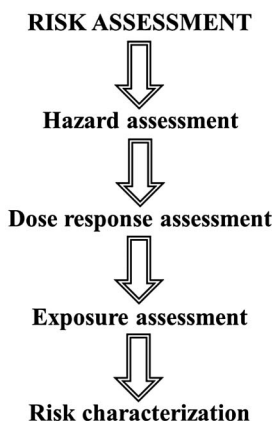 RISK ASSESSMENT
Hazard assessment
Dose response assessment
Exposure assessment
Risk characterization